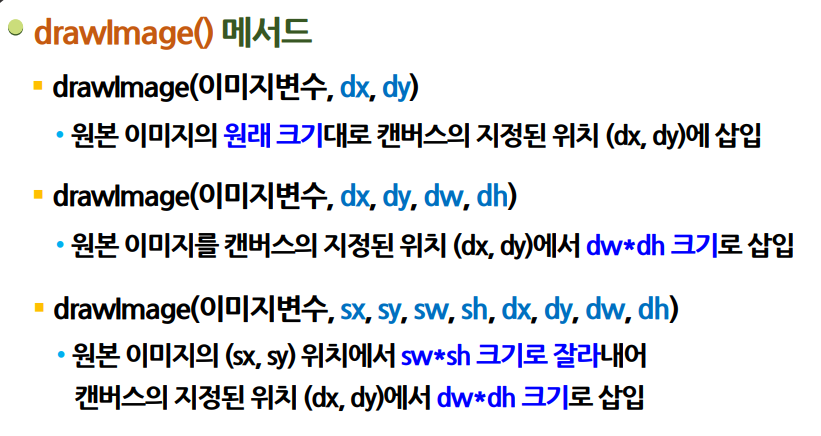 drawImage() 메서드
drawImage(이미지변수, dx, dy)
원본 이미지의 원래 크기대로 캔버스의 지정된 위치 (dx, dy)에 삽입
drawImage(이미지변수, dx, dy, dw, dh)
원본 이미지를 캔버스의 지정된 위치 (dx, dy)에서 dw*dh 크기로 삽입
drawImage(이미지변수, sx, sy, sw, sh, dx, dy, dw, dh)
원본 이미지의 (sx, sy) 위치에서 sw*sh 크기로 잘라내어
캔버스의 지정된 위치 (dx, dy)에서 dw*dh 크기로 삽입